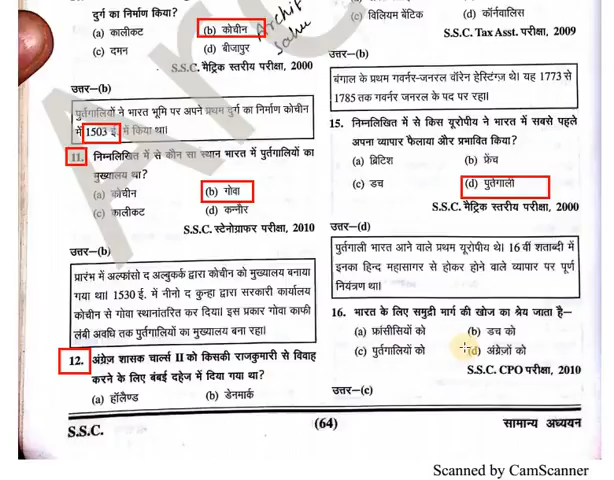 दुर्ग का निर्माण किया?
(a) कालीकट (b) कोचीन
(c) दमन (d) बीजापुर
S.S.C. मैट्रिक स्तरीय परीक्षा, 2000
उत्तर–(b)
पुर्तगालियों ने भारत भूमि पर अपने प्रथम दुर्ग का निर्माण कोचीन
में 1503 ई. में किया था।
11. निम्नलिखित में से कौन सा स्थान भारत में पुर्तगालियों का
मुख्यालय था?
(a) कोचीन (b) गोवा
(c) कालीकट (d) कन्नौर
S.S.C. स्टेनोग्राफर परीक्षा, 2010
उत्तर–(b)
प्रारंभ में अल्फांसो द अल्बुकर्क द्वारा कोचीन को मुख्यालय बनाया
गया था। 1530 ई. में नीनो द कुन्हा द्वारा सरकारी कार्यालय
कोचीन से गोवा स्थानांतरित कर दिया। इस प्रकार गोवा काफी
लंबी अवधि तक पुर्तगालियों का मुख्यालय बना रहा।
12. अंग्रेज शासक चार्ल्स II को किसकी राजकुमारी से विवाह
करने के लिए बंबई दहेज में दिया गया था?
(a) हॉलैण्ड (b) डेनमार्क
Archit
Sahu
(c) विलियम बेंटिक (d) कॉर्नवालिस
S.S.C. Tax Asst. परीक्षा, 2009
उत्तर–(b)
बंगाल के प्रथम गवर्नर-जनरल वॉरेन हेस्टिंग्ज़ थे। यह 1773 से
1785 तक गवर्नर जनरल के पद पर रहा।
15. निम्नलिखित में से किस यूरोपीय ने भारत में सबसे पहले
अपना व्यापार फैलाया और प्रभावित किया?
(a) ब्रिटिश (b) फ्रेंच
(c) डच (d) पुर्तगाली
S.S.C. मैट्रिक स्तरीय परीक्षा, 2000
उत्तर–(d)
पुर्तगाली भारत आने वाले प्रथम यूरोपीय थे। 16 वीं शताब्दी में
इनका हिन्द महासागर से होकर होने वाले व्यापार पर पूर्ण
नियंत्रण था।
16. भारत के लिए समुद्री मार्ग की खोज का श्रेय जाता है–
(a) फ्रांसीसियों को (b) डच को
(c) पुर्तगालियों को (d) अंग्रेजों को
S.S.C. CPO परीक्षा, 2010
उत्तर–(c)
S.S.C. (64) सामान्य अध्ययन
Scanned by CamScanner